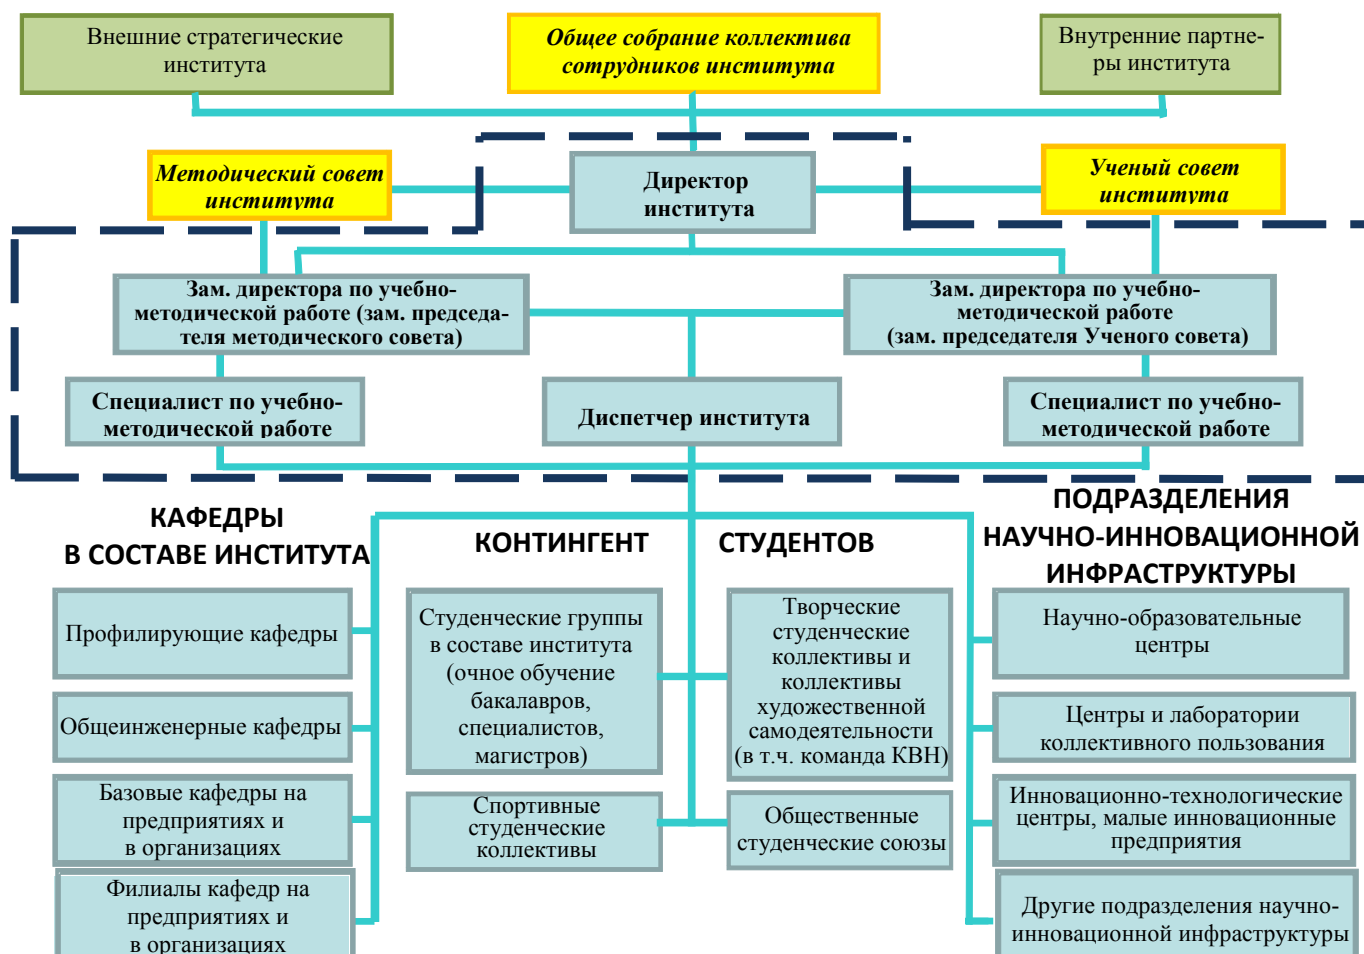 Внешние стратегические
института
Общее собрание коллектива
сотрудников института
Внутренние партне-
ры института
Методический совет
института
Директор
института
Ученый совет
института
Зам. директора по учебно-
методической работе (зам. председа-
теля методического совета)
Зам. директора по учебно-
методической работе
(зам. председателя Ученого совета)
Специалист по учебно-
методической работе
Диспетчер института
Специалист по учебно-
методической работе
КАФЕДРЫ
В СОСТАВЕ ИНСТИТУТА
КОНТИНГЕНТ СТУДЕНТОВ
ПОДРАЗДЕЛЕНИЯ
НАУЧНО-ИННОВАЦИОННОЙ
ИНФРАСТРУКТУРЫ
Профилирующие кафедры
Общеинженерные кафедры
Базовые кафедры на
предприятиях и
в организациях
Филиалы кафедр на
предприятиях и
в организациях
Студенческие группы
в составе института
(очное обучение
бакалавров,
специалистов,
магистров)
Спортивные
студенческие
коллективы
Творческие
студенческие
коллективы и
коллективы
художественной
самодеятельности
(в т.ч. команда КВН)
Общественные
студенческие союзы
Научно-образовательные
центры
Центры и лаборатории
коллективного пользования
Инновационно-технологические
центры, малые инновационные
предприятия
Другие подразделения научно-
инновационной инфраструктуры